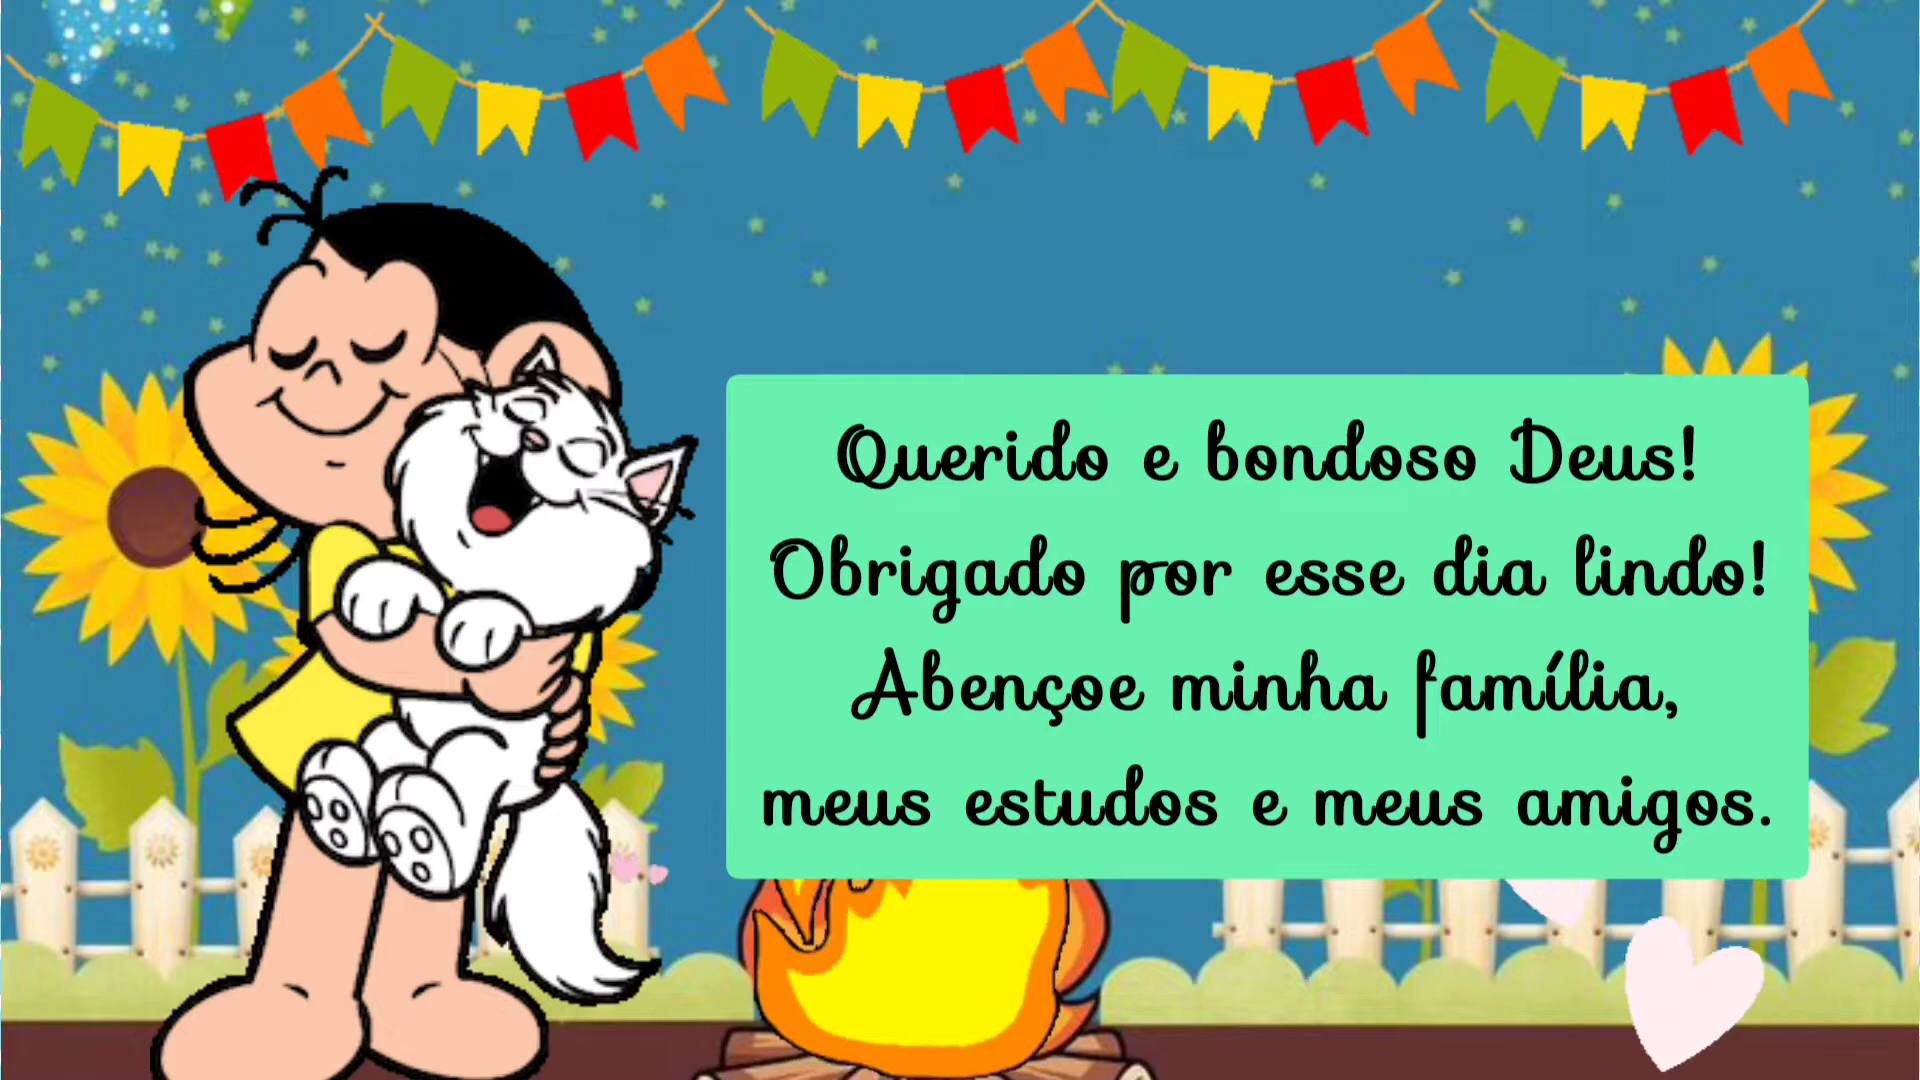 Querido e bondoso Deus!
Obrigado por esse dia lindo!
Abençoe minha família,
meus estudos e meus amigos.